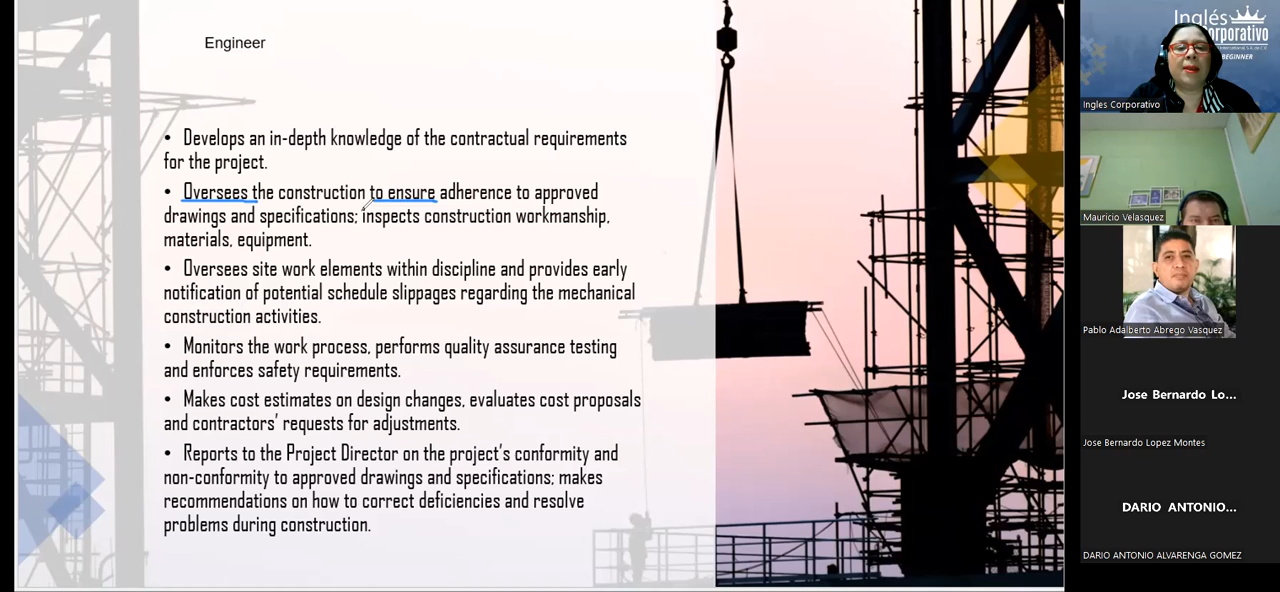 Engineer
• Develops an in-depth knowledge of the contractual requirements
for the project.
• Oversees the construction to ensure adherence to approved
drawings and specifications; inspects construction workmanship,
materials, equipment.
• Oversees site work elements within discipline and provides early
notification of potential schedule slippages regarding the mechanical
construction activities.
• Monitors the work process, performs quality assurance testing
and enforces safety requirements.
• Makes cost estimates on design changes, evaluates cost proposals
and contractors' requests for adjustments.
• Reports to the Project Director on the project's conformity and
non-conformity to approved drawings and specifications; makes
recommendations on how to correct deficiencies and resolve
problems during construction.
Inglés
Corporativo
BEGINNER
Ingles Corporativo
Mauricio Velasquez
Pablo Adalberto Abrego Vasquez
Jose Bernardo Lo...
Jose Bernardo Lopez Montes
DARIO ANTONIO...
DARIO ANTONIO ALVARENGA GOMEZ